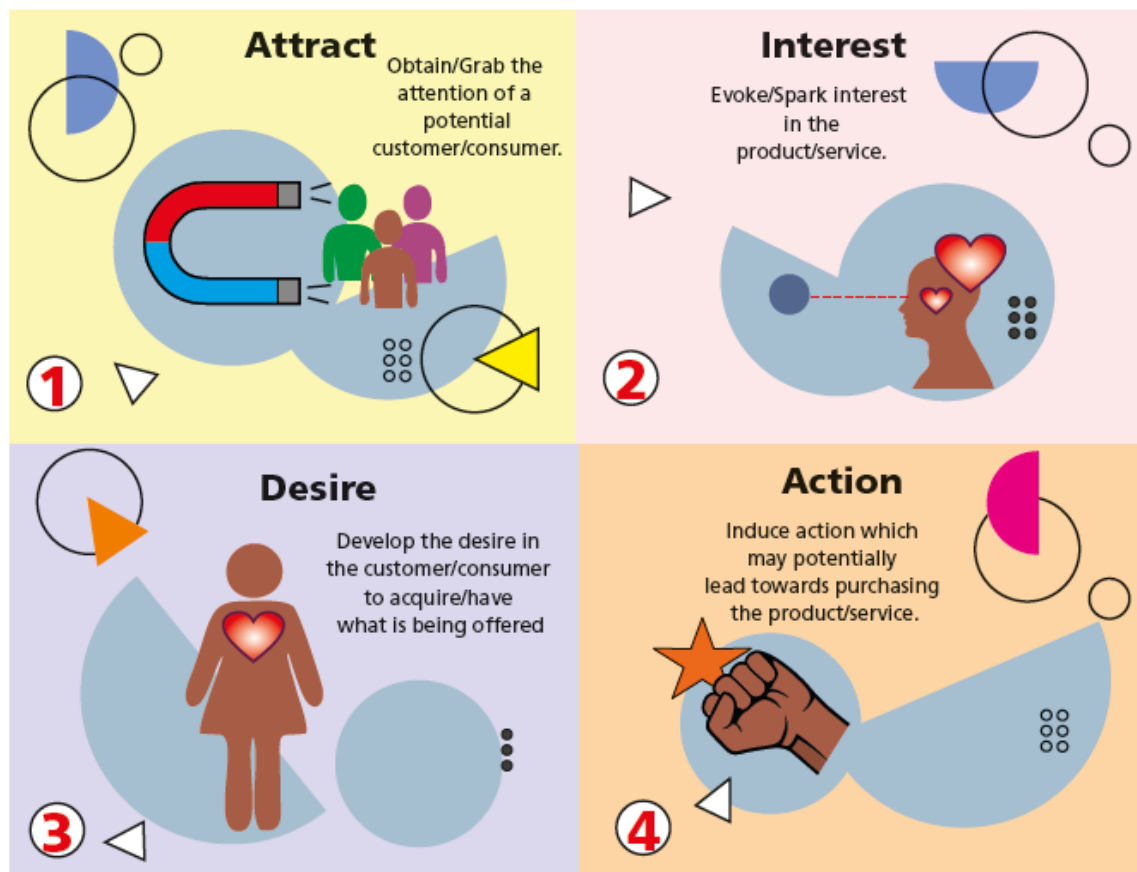 Attract
Obtain/Grab the
attention of a
potential
customer/consumer.
1
Interest
Evoke/Spark interest
in the
product/service.
2
Desire
Develop the desire in
the customer/consumer
to acquire/have
what is being offered
3
Action
Induce action which
may potentially
lead towards purchasing
the product/service.
4